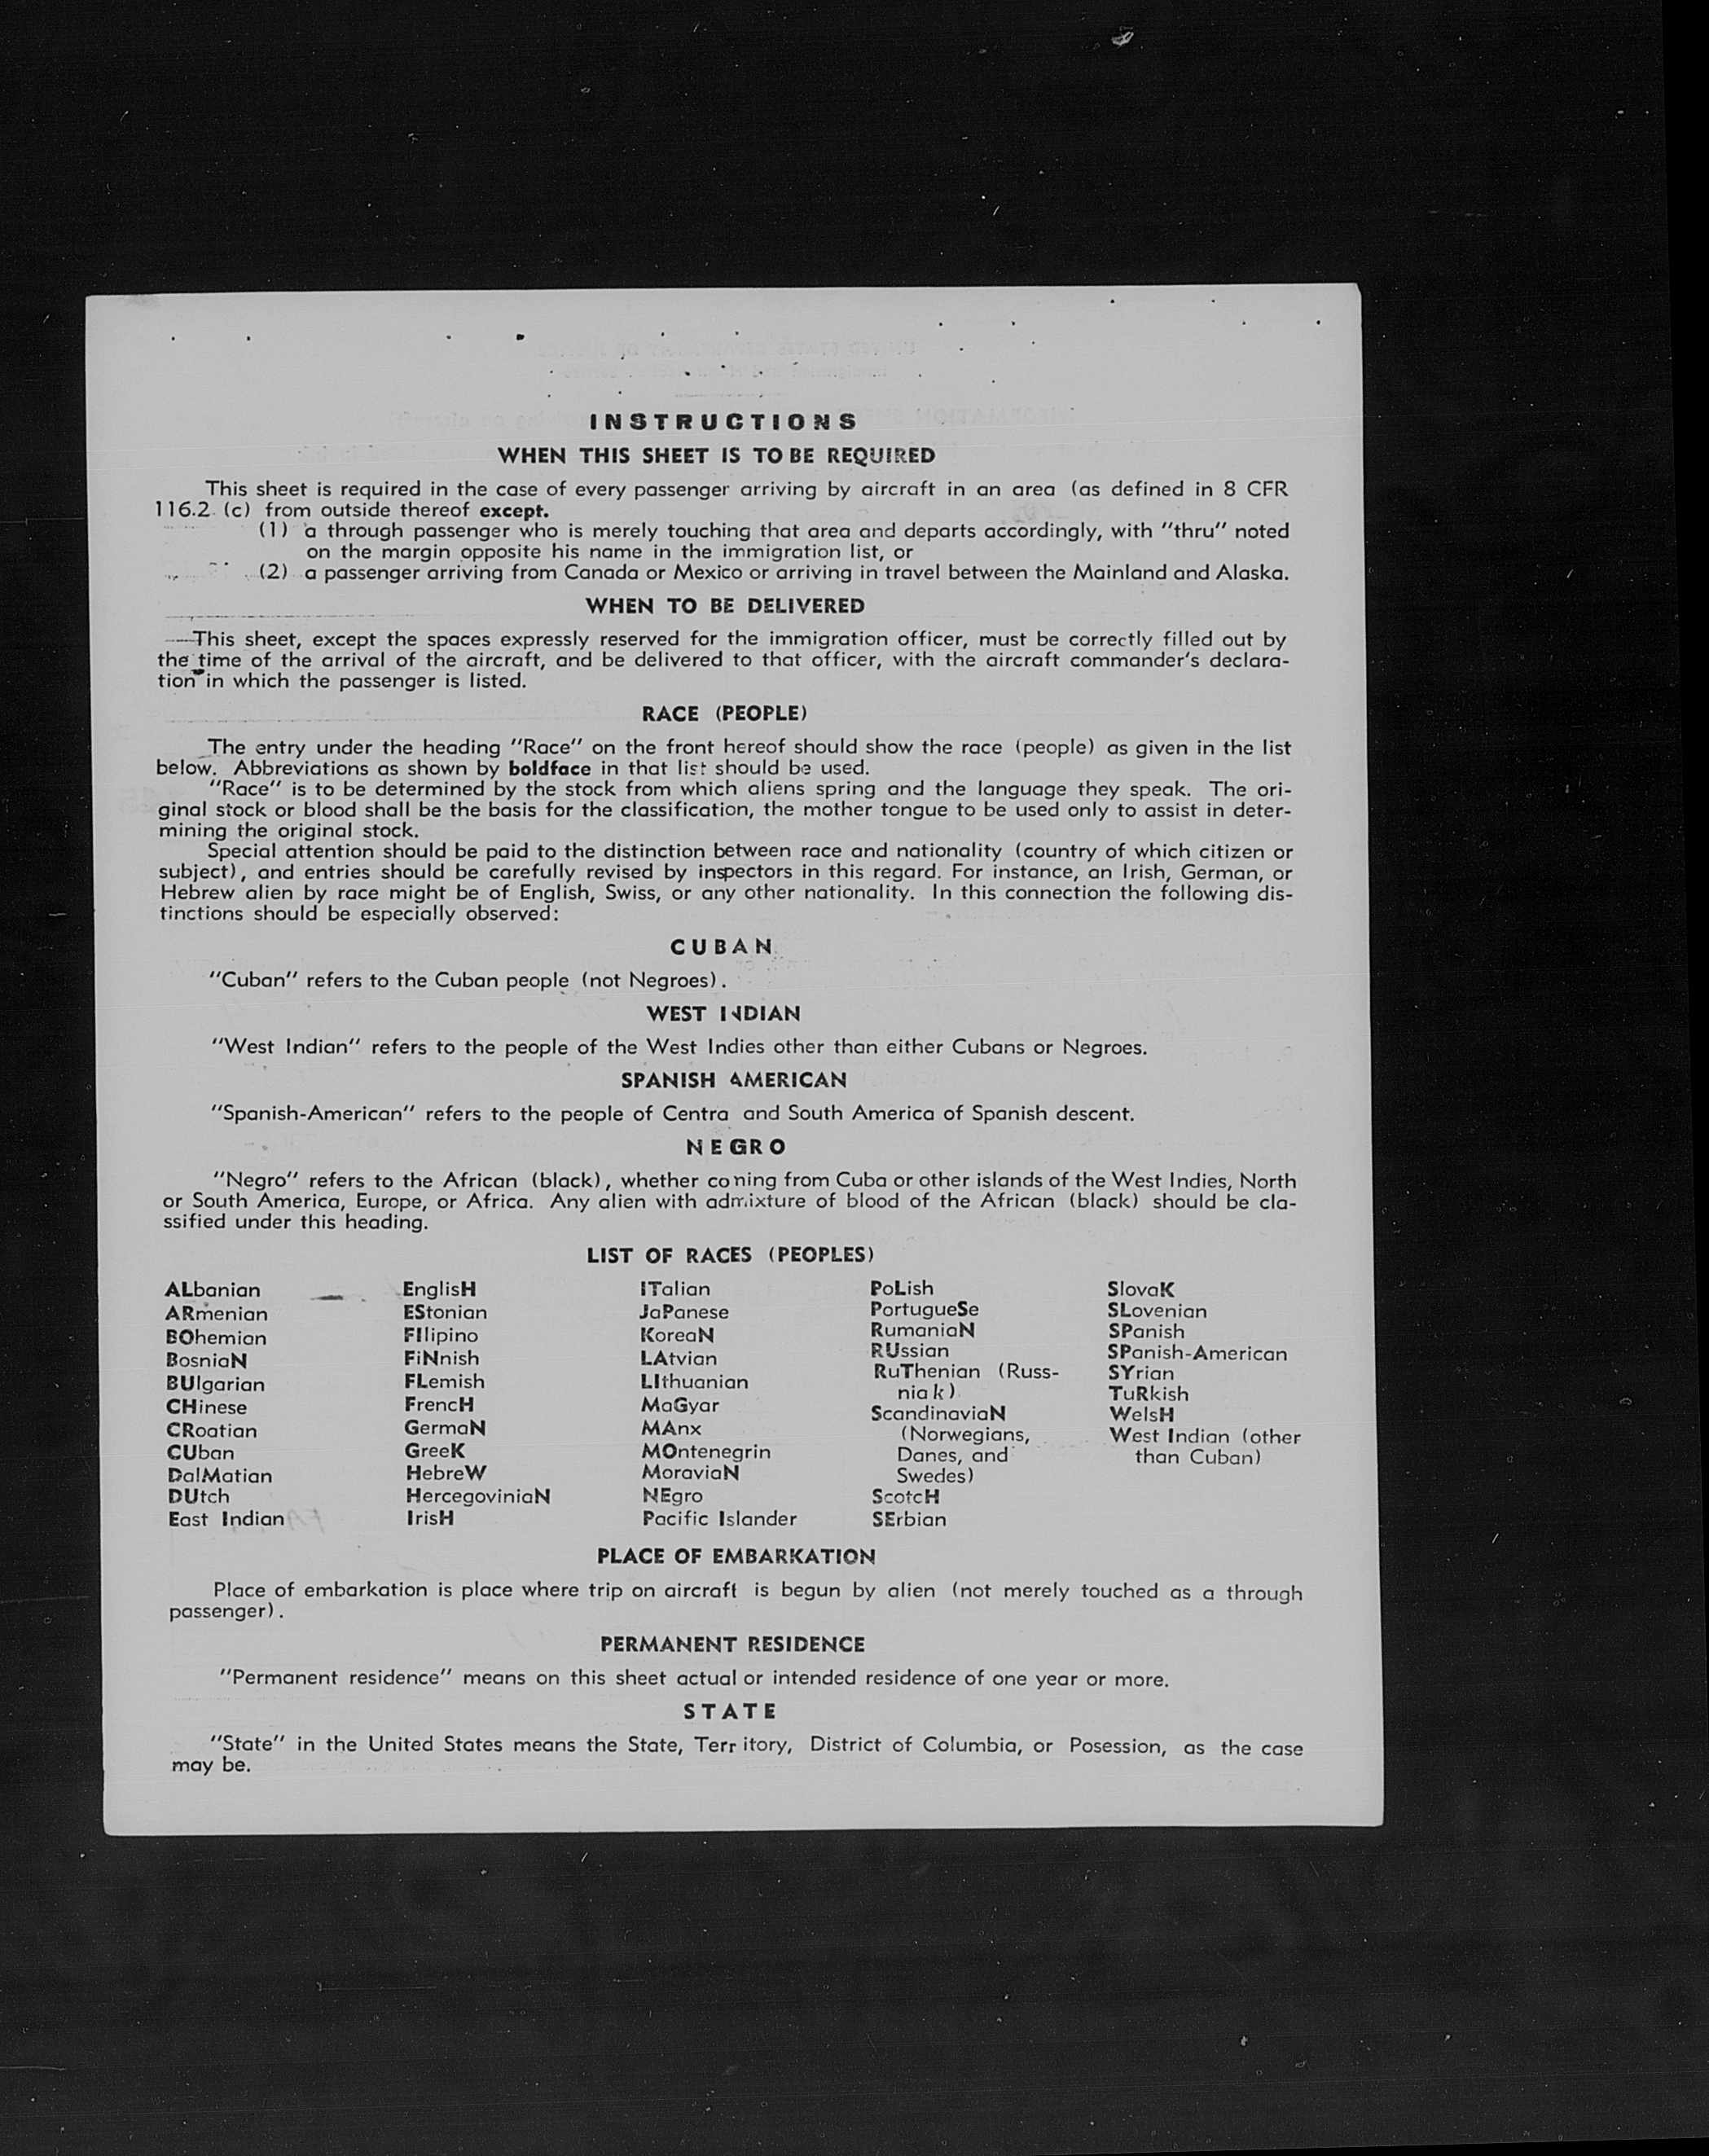 INSTRUCTIONS
WHEN THIS SHEET IS TO BE REQUIRED
This sheet is required in the case of every passenger arriving by aircraft in an area (as defined in 8 CFR
116.2 (c) from outside thereof except.
(1) a through passenger who is merely touching that area and departs accordingly, with "thru" noted
on the margin opposite his name in the immigration list, or
(2) a passenger arriving from Canada or Mexico or arriving in travel between the Mainland and Alaska.
WHEN TO BE DELIVERED
This sheet, except the spaces expressly reserved for the immigration officer, must be correctly filled out by
the time of the arrival of the aircraft, and be delivered to that officer, with the aircraft commander's declara-
tion in which the passenger is listed.
RACE (PEOPLE)
The entry under the heading "Race" on the front hereof should show the race (people) as given in the list
below. Abbreviations as shown by boldface in that list should be used.
"Race" is to be determined by the stock from which aliens spring and the language they speak. The ori-
ginal stock or blood shall be the basis for the classification, the mother tongue to be used only to assist in deter-
mining the original stock.
Special attention should be paid to the distinction between race and nationality (country of which citizen or
subject), and entries should be carefully revised by inspectors in this regard. For instance, an Irish, German, or
Hebrew alien by race might be of English, Swiss, or any other nationality. In this connection the following dis-
tinctions should be especially observed:
CUBAN
"Cuban" refers to the Cuban people (not Negroes).
WEST INDIAN
"West Indian" refers to the people of the West Indies other than either Cubans or Negroes.
SPANISH AMERICAN
"Spanish-American" refers to the people of Centra and South America of Spanish descent.
NEGRO
"Negro" refers to the African (black), whether coming from Cuba or other islands of the West Indies, North
or South America, Europe, or Africa. Any alien with admixture of blood of the African (black) should be cla-
ssified under this heading.
LIST OF RACES (PEOPLES)
ALbanian
ARmenian
BOhemian
BosniaN
BUlgarian
CHinese
CRoatian
CUban
DalMatian
DUtch
East Indian
EnglisH
EStonian
FIlipino
FiNnish
FLemish
FrencH
GermaN
GreeK
HebreW
HercegoviniaN
IrisH
ITalian
JaPanese
KoreaN
LAtvian
LIthuanian
MaGyar
MAnx
MOntenegrin
MoraviaN
NEgro
Pacific Islander
PoLish
PortugueSe
RumaniaN
RUssian
RuThenian (Russ-
niak)
ScandinaviaN
(Norwegians,
Danes, and
Swedes)
ScotcH
SErbian
SlovaK
SLovenian
SPanish
SPanish-American
SYrian
TuRkish
WelsH
West Indian (other
than Cuban)
PLACE OF EMBARKATION
Place of embarkation is place where trip on aircraft is begun by alien (not merely touched as a through
passenger).
PERMANENT RESIDENCE
"Permanent residence" means on this sheet actual or intended residence of one year or more.
STATE
"State" in the United States means the State, Territory, District of Columbia, or Posession, as the case
may be.